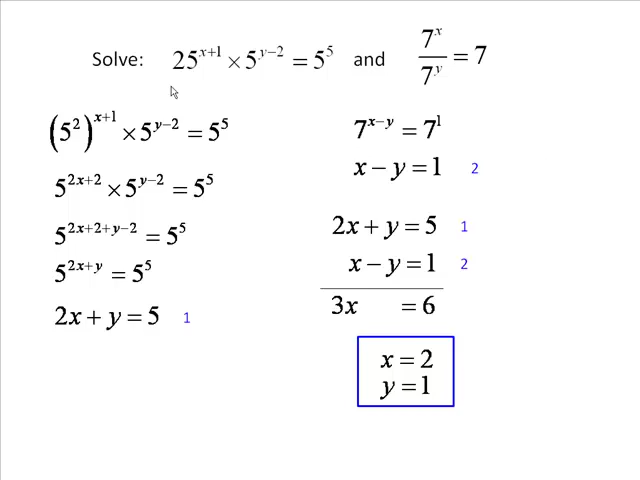 Solve: 25^{x+1} × 5^{y−2} = 5^5 and 7^x / 7^y = 7
(5^2)^{x+1} × 5^{y−2} = 5^5
5^{2x+2} × 5^{y−2} = 5^5
5^{2x+2+y−2} = 5^5
5^{2x+y} = 5^5
2x + y = 5 1
7^{x−y} = 7^1
x − y = 1 2
2x + y = 5 1
x − y = 1 2
3x = 6
x = 2
y = 1